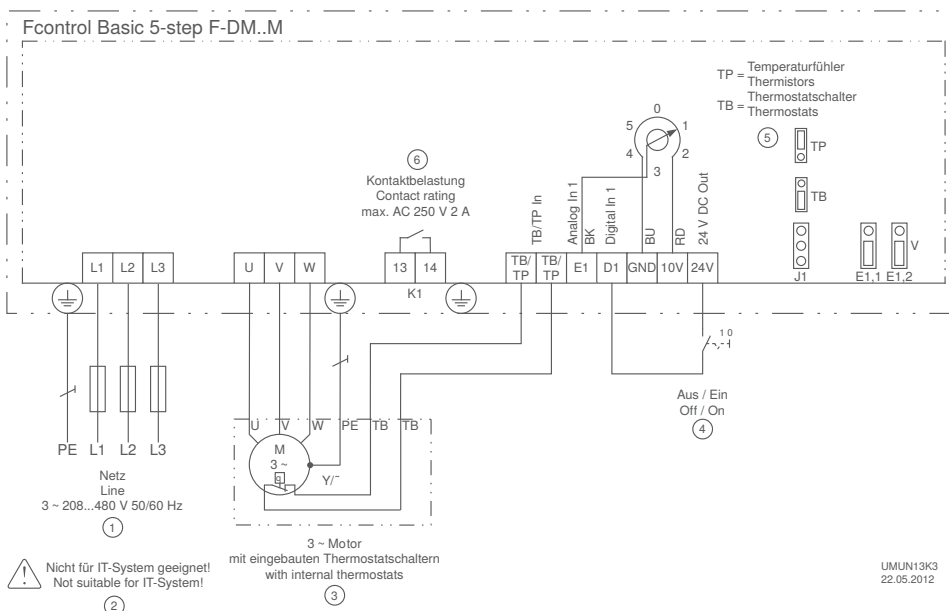 Fcontrol Basic 5-step F-DM..M
TP = Temperaturfühler
Thermistors
TB = Thermostatschalter
Thermostats
5
TP
TB
J1
E1,1 E1,2
V
0
1
2
3
4
5
6
Kontaktbelastung
Contact rating
max. AC 250 V 2 A
TB/TP In
Analog In 1
BK
Digital In 1
BU
RD
24 V DC Out
L1 L2 L3
U V W
13 14
K1
TB/TP TB/TP E1 D1 GND 10V 24V
1 0
Aus / Ein
Off / On
4
PE L1 L2 L3
Netz
Line
3 ~ 208...480 V 50/60 Hz
1
U V W PE TB TB
M
3 ~
3 ~ Motor
mit eingebauten Thermostatschaltern
with internal thermostats
3
Nicht für IT-System geeignet!
Not suitable for IT-System!
2
UMUN13K3
22.05.2012